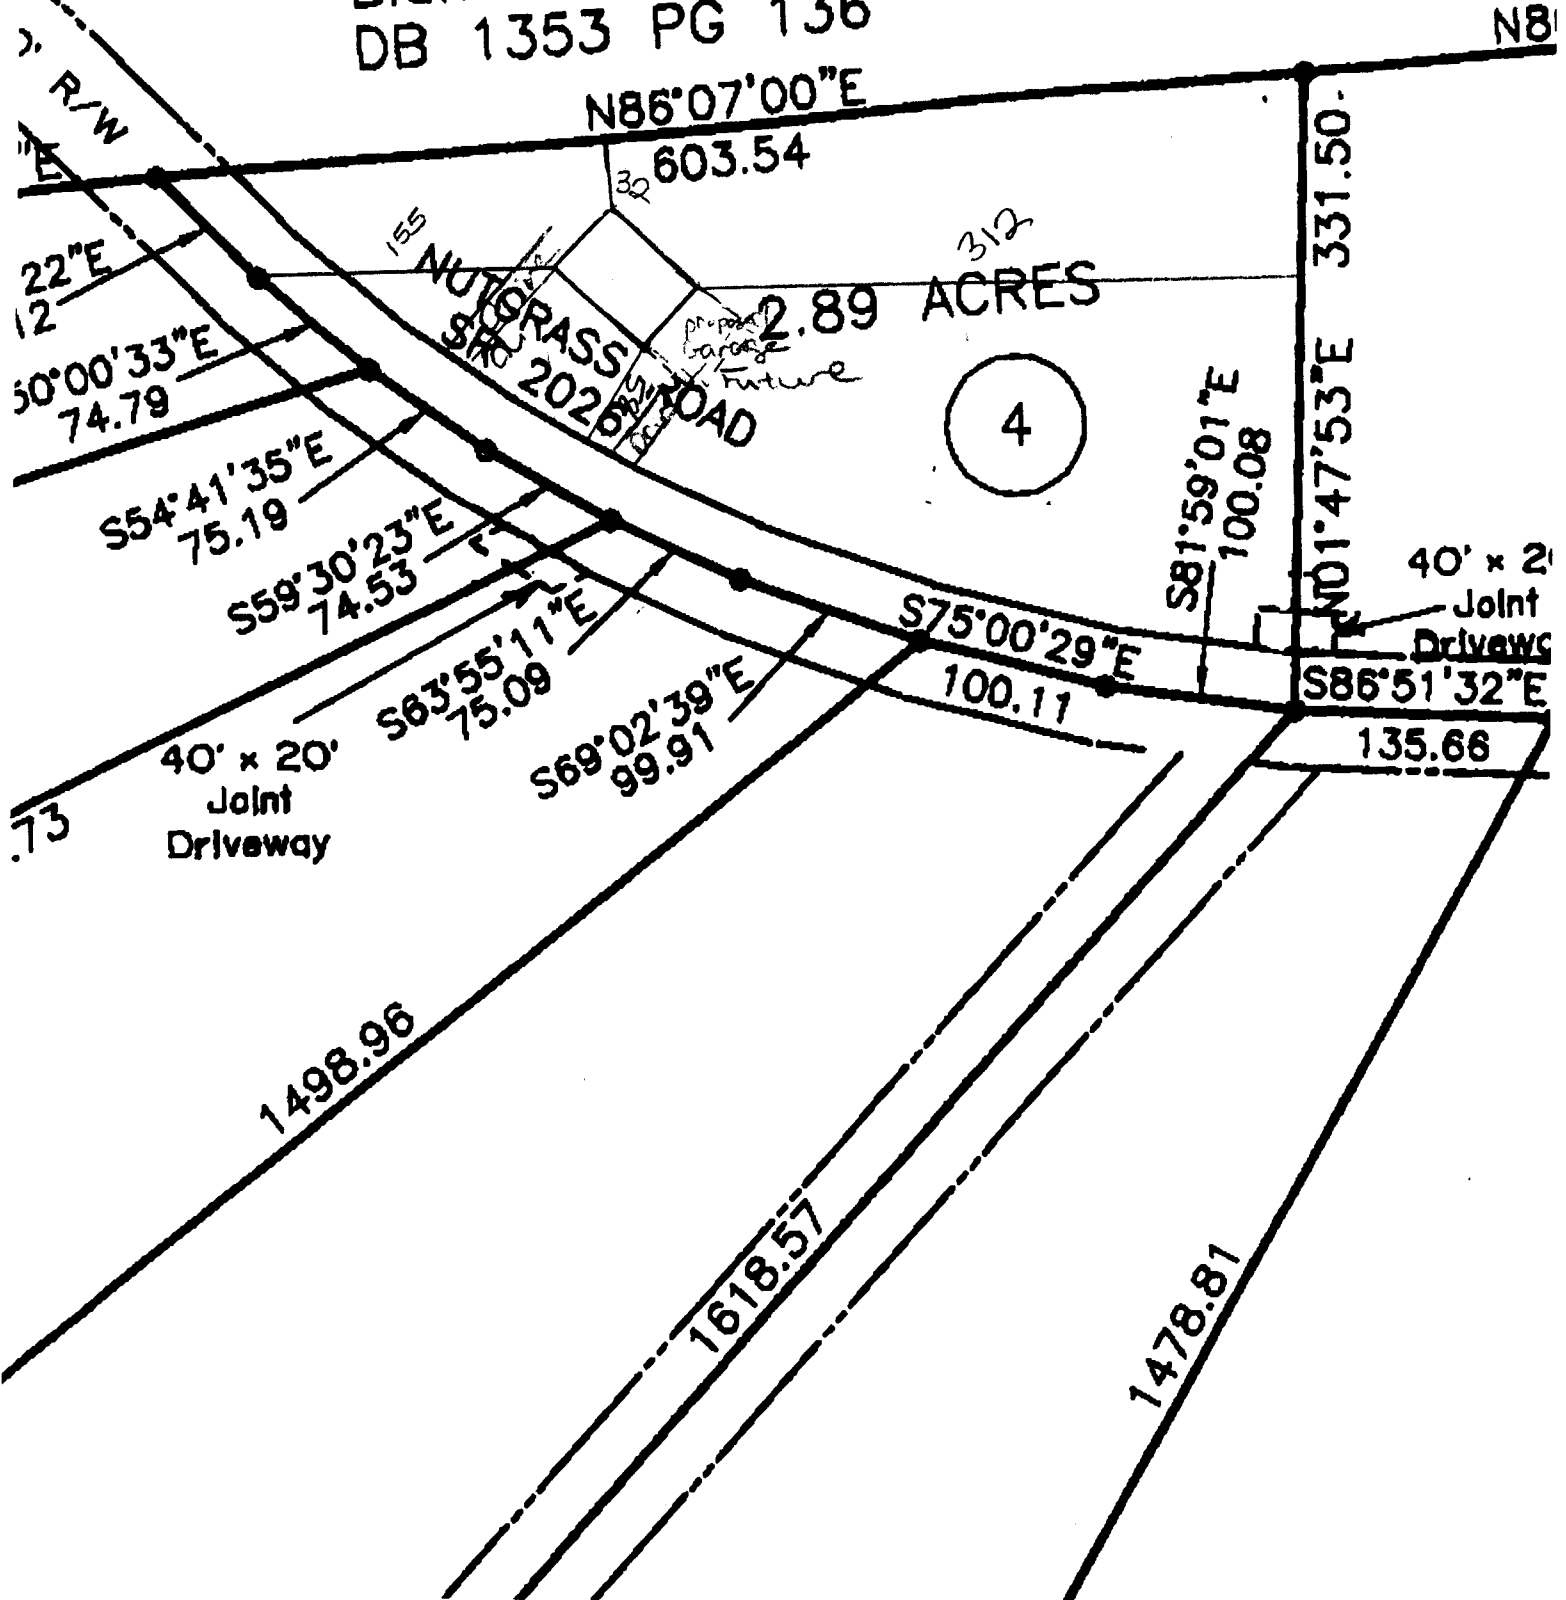 DB 1353 PG 136
R/W
N86°07'00"E
603.54
32
155
312
NUTGRASS ROAD
SR 2026
2.89 ACRES
Garage
Future
4
331.50
N01°47'53"E
22"E
12
50°00'33"E
74.79
S54°41'35"E
75.19
S59°30'23"E
74.53
S63°55'11"E
75.09
S69°02'39"E
99.91
S75°00'29"E
100.11
S81°59'01"E
100.08
S86°51'32"E
135.66
40' x 2
Joint
40' x 20'
Joint
Driveway
.73
1498.96
1618.57
1478.81